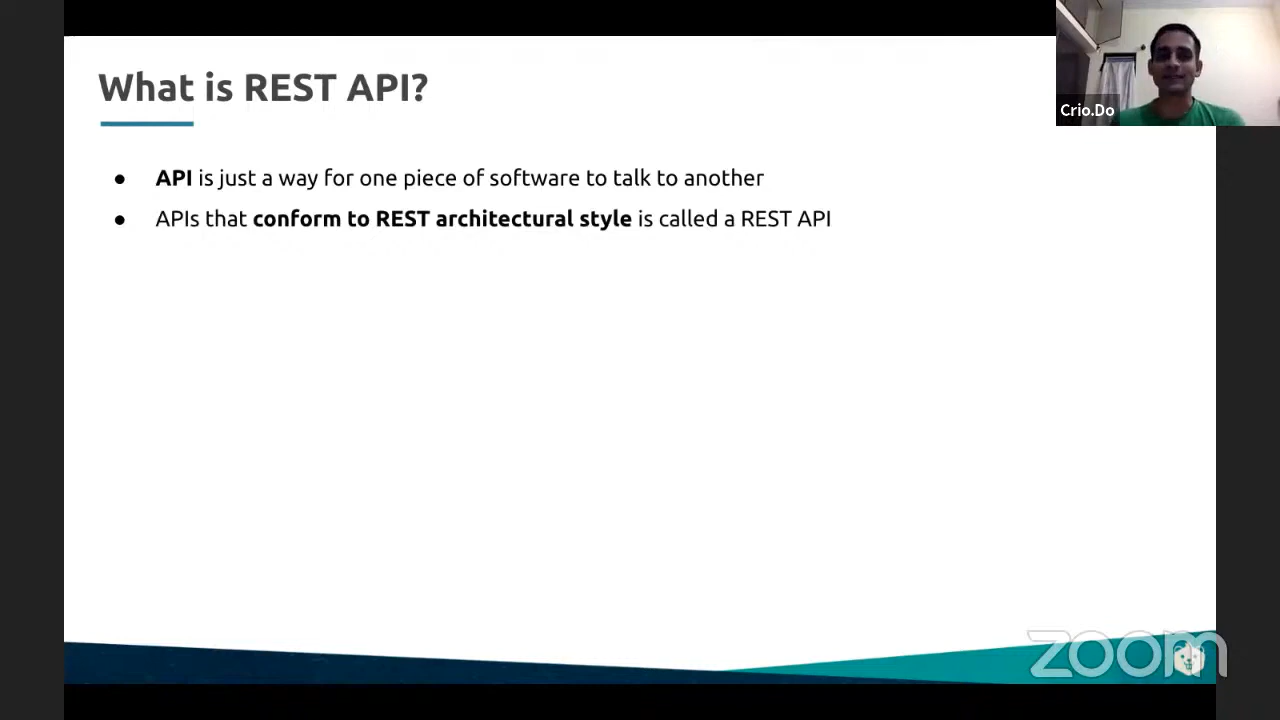 What is REST API?
Crio.Do
● API is just a way for one piece of software to talk to another
● APIs that conform to REST architectural style is called a REST API
zoom